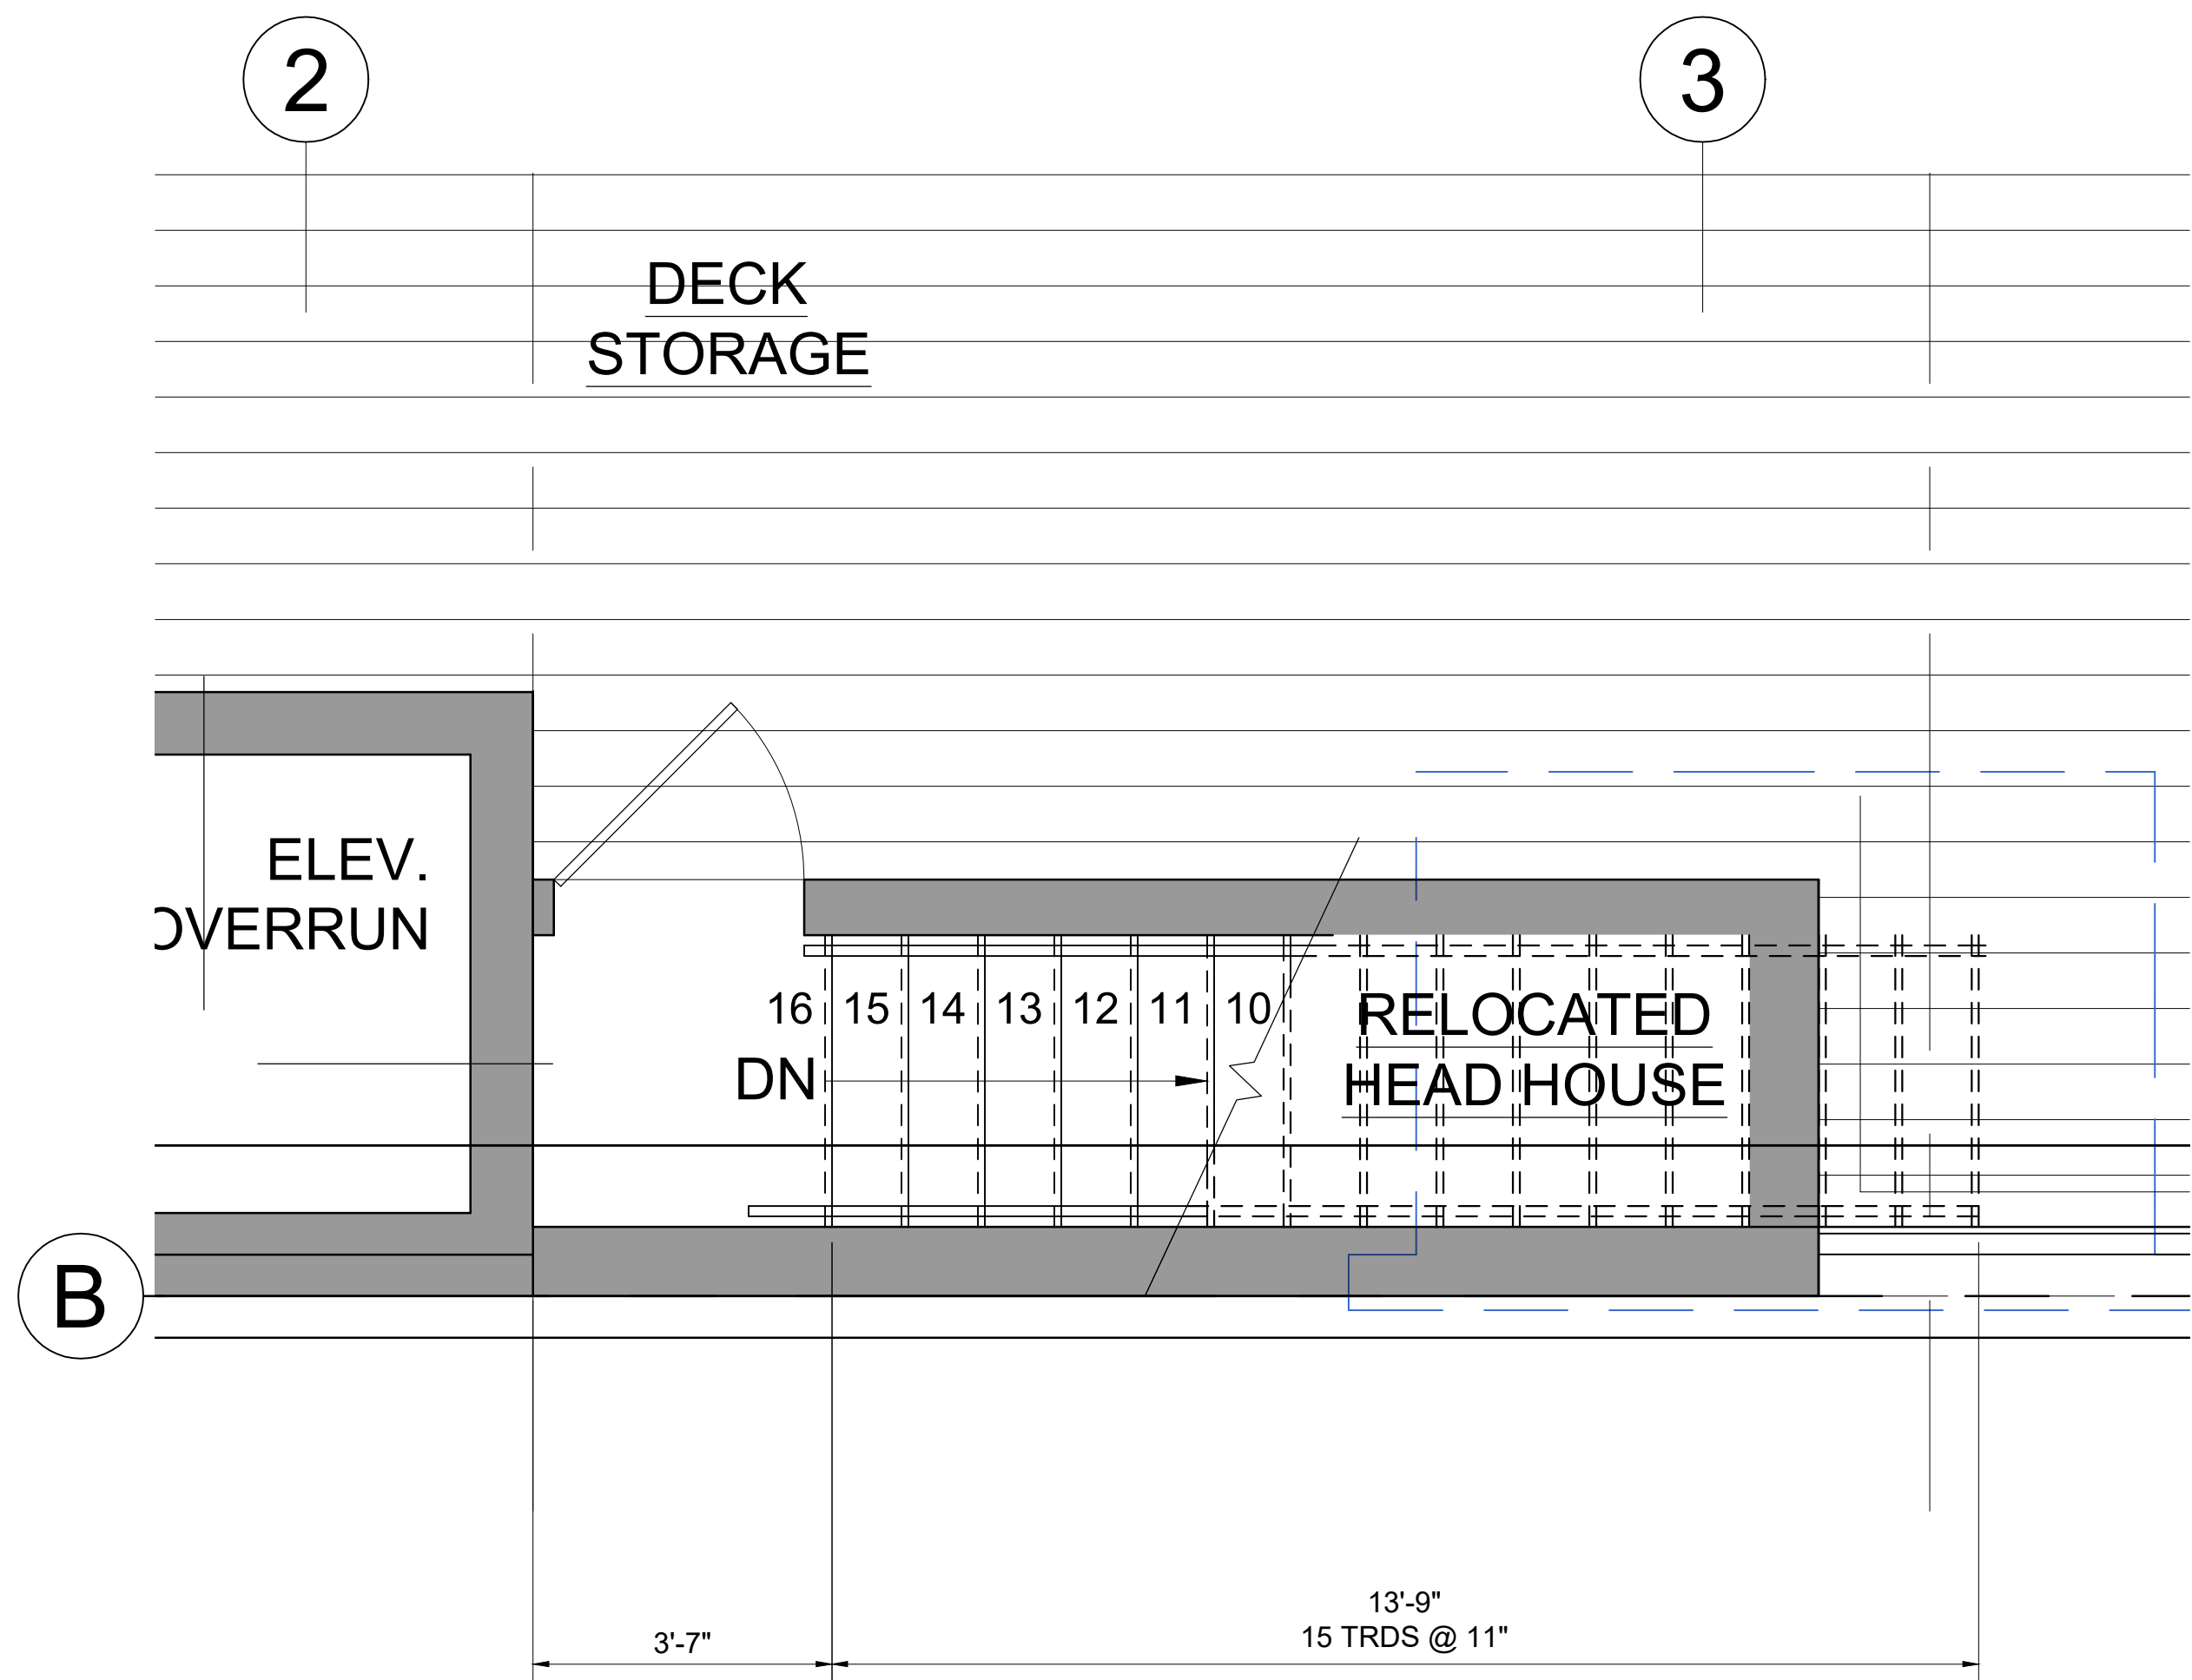 2
3
DECK
STORAGE
ELEV.
OVERRUN
16 15 14 13 12 11 10
DN
RELOCATED
HEAD HOUSE
B
13'-9"
15 TRDS @ 11"
3'-7"